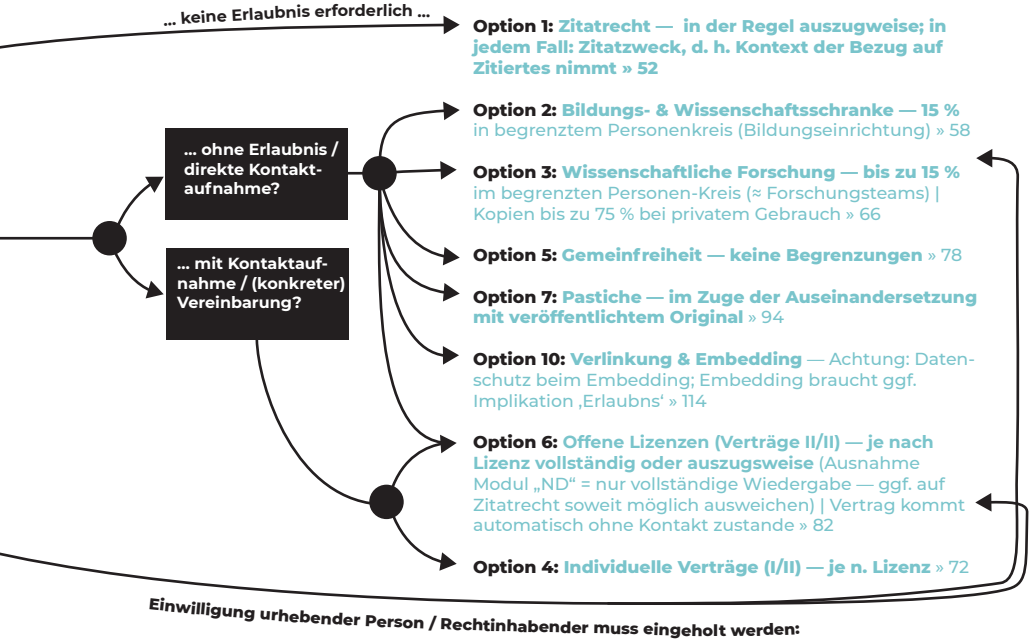 ... keine Erlaubnis erforderlich ...
Option 1: Zitatrecht — in der Regel auszugweise; in
jedem Fall: Zitatzweck, d. h. Kontext der Bezug auf
Zitiertes nimmt » 52
Option 2: Bildungs- & Wissenschaftsschranke — 15 %
in begrenztem Personenkreis (Bildungseinrichtung) » 58
... ohne Erlaubnis /
direkte Kontakt-
aufnahme?
Option 3: Wissenschaftliche Forschung — bis zu 15 %
im begrenzten Personen-Kreis (≈ Forschungsteams) |
Kopien bis zu 75 % bei privatem Gebrauch » 66
... mit Kontaktauf-
nahme / (konkreter)
Vereinbarung?
Option 5: Gemeinfreiheit — keine Begrenzungen » 78
Option 7: Pastiche — im Zuge der Auseinandersetzung
mit veröffentlichtem Original » 94
Option 10: Verlinkung & Embedding — Achtung: Daten-
schutz beim Embedding; Embedding braucht ggf.
Implikation ‚Erlaubns‘ » 114
Option 6: Offene Lizenzen (Verträge II/II) — je nach
Lizenz vollständig oder auszugsweise (Ausnahme
Modul „ND“ = nur vollständige Wiedergabe — ggf. auf
Zitatrecht soweit möglich ausweichen) | Vertrag kommt
automatisch ohne Kontakt zustande » 82
Option 4: Individuelle Verträge (I/II) — je n. Lizenz » 72
Einwilligung urhebender Person / Rechtinhabender muss eingeholt werden: